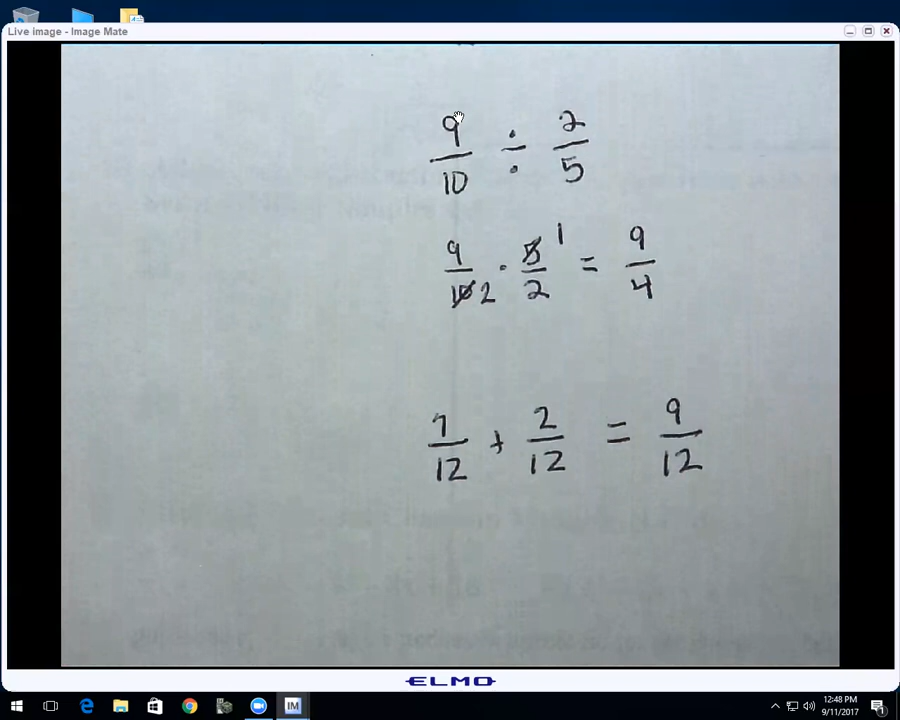 Live image - Image Mate
9/10 ÷ 2/5
9/10 2 · 5/2 1 = 9/4
7/12 + 2/12 = 9/12
ELMO
12:48 PM
9/11/2017
IM